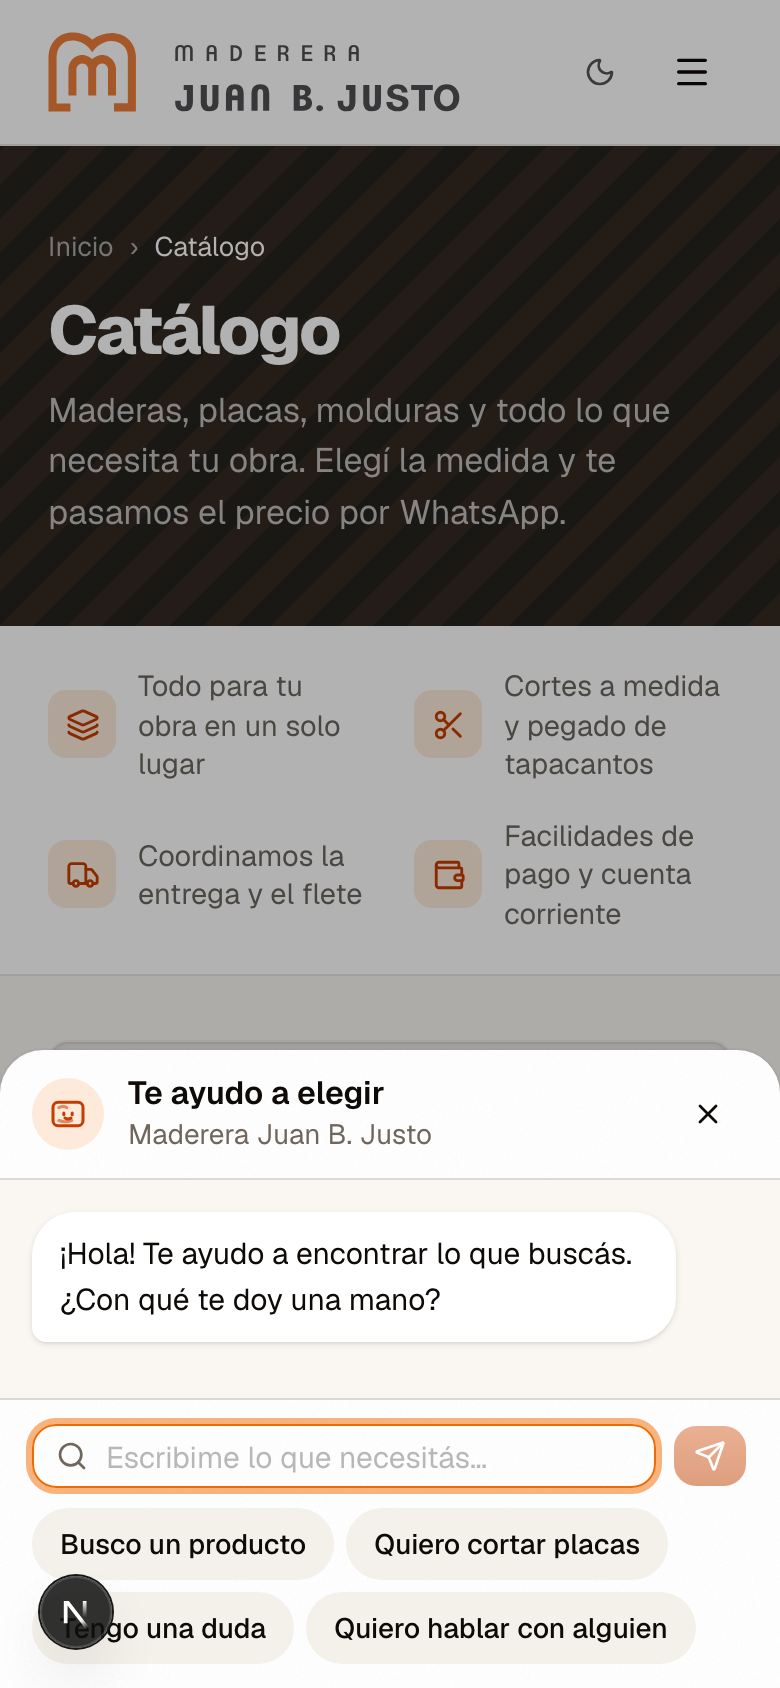 MADERERA
JUAN B. JUSTO
Inicio › Catálogo
Catálogo
Maderas, placas, molduras y todo lo que
necesita tu obra. Elegí la medida y te
pasamos el precio por WhatsApp.
Todo para tu
obra en un solo
lugar
Cortes a medida
y pegado de
tapacantos
Coordinamos la
entrega y el flete
Facilidades de
pago y cuenta
corriente
Te ayudo a elegir
Maderera Juan B. Justo
¡Hola! Te ayudo a encontrar lo que buscás.
¿Con qué te doy una mano?
Escribime lo que necesitás...
Busco un producto
Quiero cortar placas
N
Tengo una duda
Quiero hablar con alguien